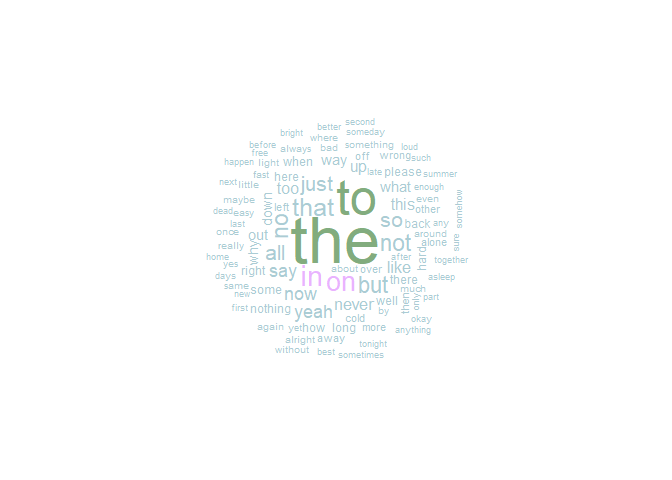 second
better
someday
bright
where
before
always
bad
something
loud
free
off
wrong
such
happen
light
when
way
up
late
please
summer
fast
here
just
to
what
enough
next
little
too
that
this
even
somehow
maybe
down
left
no
so
other
dead
easy
the
back
any
last
once
out
all
not
around
alone
sure
really
why
after
hard
home
yes
right
say
in
on
about
over
like
there
together
days
but
asleep
same
some
now
then
much
only
part
new
never
well
first
nothing
yeah
by
cold
okay
again
yet
how
long
more
anything
alright
away
tonight
without
best
sometimes